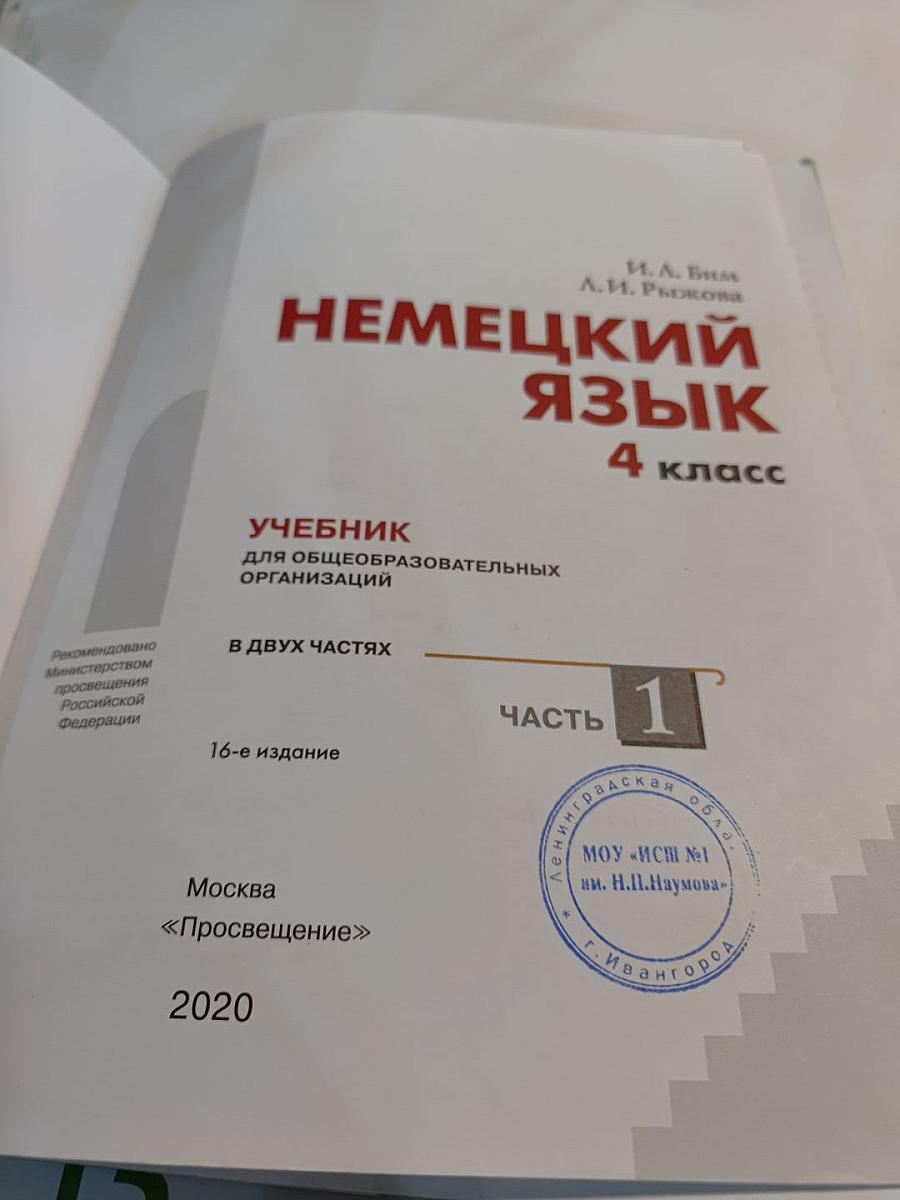 И. Л. Бим
Л. И. Рыжова
НЕМЕЦКИЙ
ЯЗЫК
4 класс
УЧЕБНИК
ДЛЯ ОБЩЕОБРАЗОВАТЕЛЬНЫХ
ОРГАНИЗАЦИЙ
В ДВУХ ЧАСТЯХ
ЧАСТЬ 1
Рекомендовано
Министерством
просвещения
Российской
Федерации
16-е издание
Ленинградская обла.
МОУ «ИСШ №1
им. Н.П.Наумова»
* г.Ивангород
Москва
«Просвещение»
2020